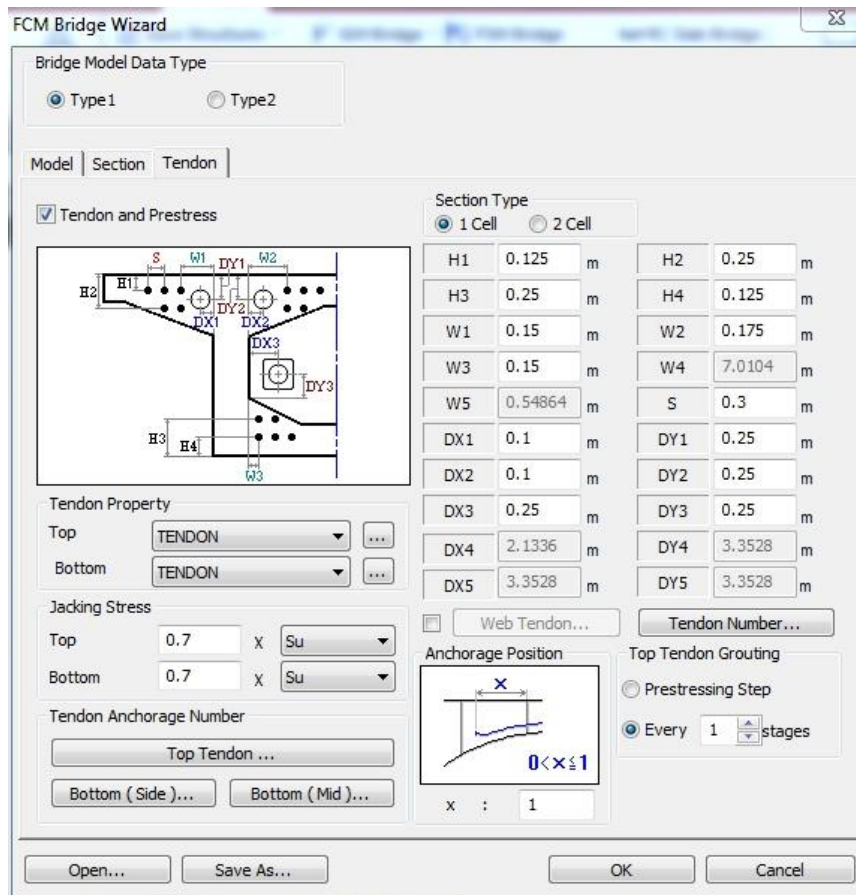 FCM Bridge Wizard
Bridge Model Data Type
Type1 Type2
Model Section Tendon
Tendon and Prestress
S W1 DY1 W2
H1
H2
DY2
DX1 DX2
DX3
DY3
H3
H4
W3
Section Type
1 Cell 2 Cell
H1 0.125 m H2 0.25 m
H3 0.25 m H4 0.125 m
W1 0.15 m W2 0.175 m
W3 0.15 m W4 7.0104 m
W5 0.54864 m S 0.3 m
DX1 0.1 m DY1 0.25 m
DX2 0.1 m DY2 0.25 m
DX3 0.25 m DY3 0.25 m
DX4 2.1336 m DY4 3.3528 m
DX5 3.3528 m DY5 3.3528 m
Tendon Property
Top TENDON ...
Bottom TENDON ...
Jacking Stress
Top 0.7 x Su
Bottom 0.7 x Su
Tendon Anchorage Number
Top Tendon ...
Bottom ( Side )... Bottom ( Mid )...
Web Tendon... Tendon Number...
Anchorage Position
x
0<x≦1
x : 1
Top Tendon Grouting
Prestressing Step
Every 1 stages
Open... Save As... OK Cancel